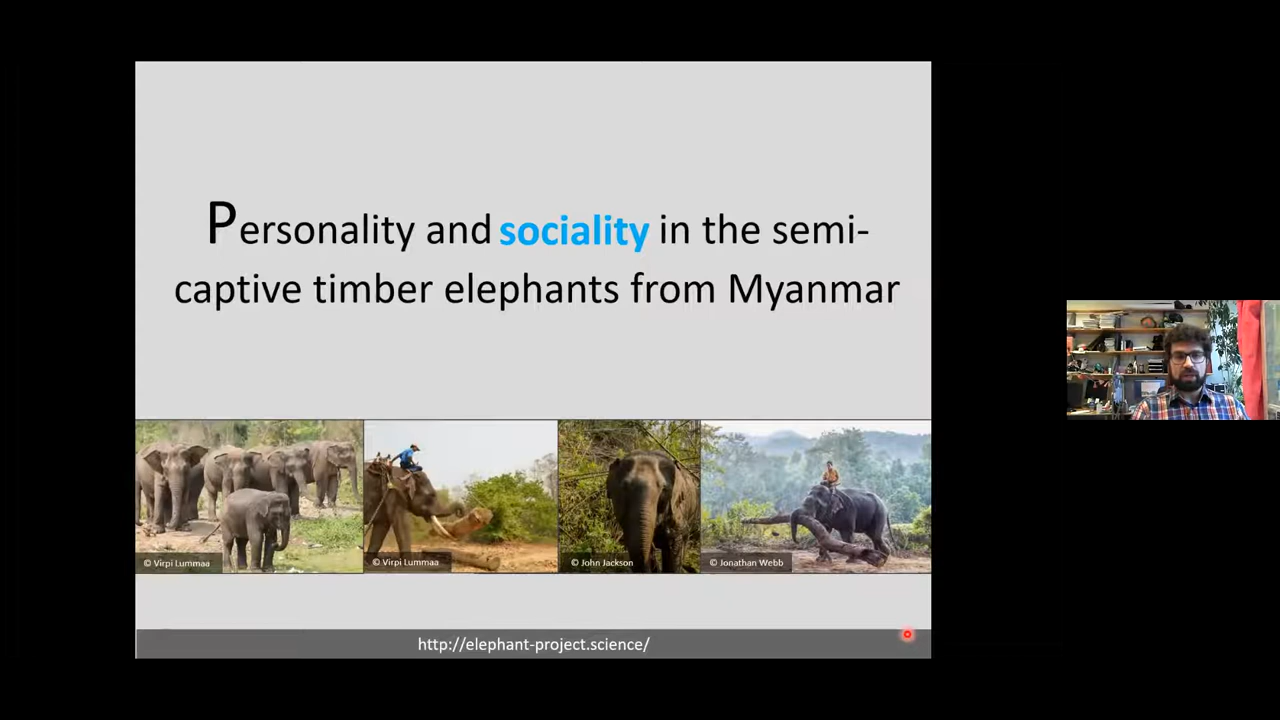 Personality and sociality in the semi-
captive timber elephants from Myanmar
© Virpi Lummaa
© Virpi Lummaa
© John Jackson
© Jonathan Webb
http://elephant-project.science/